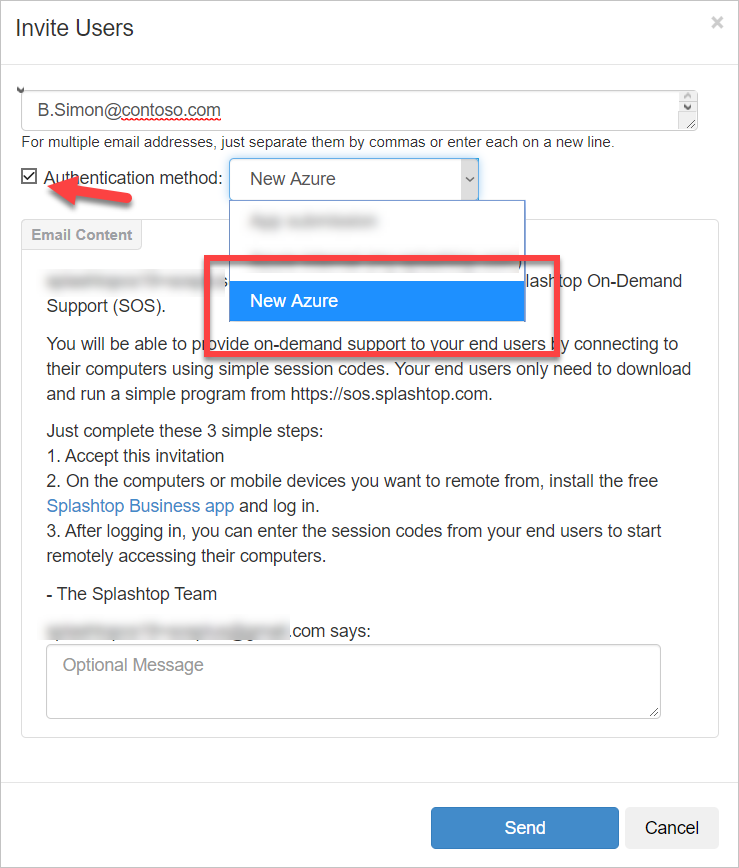 Invite Users
×
B.Simon@contoso.com
For multiple email addresses, just separate them by commas or enter each on a new line.
Authentication method: New Azure
Email Content
New Azure
lashtop On-Demand
Support (SOS).
You will be able to provide on-demand support to your end users by connecting to
their computers using simple session codes. Your end users only need to download
and run a simple program from https://sos.splashtop.com.
Just complete these 3 simple steps:
1. Accept this invitation
2. On the computers or mobile devices you want to remote from, install the free
Splashtop Business app and log in.
3. After logging in, you can enter the session codes from your end users to start
remotely accessing their computers.
- The Splashtop Team
.com says:
Optional Message
Send Cancel